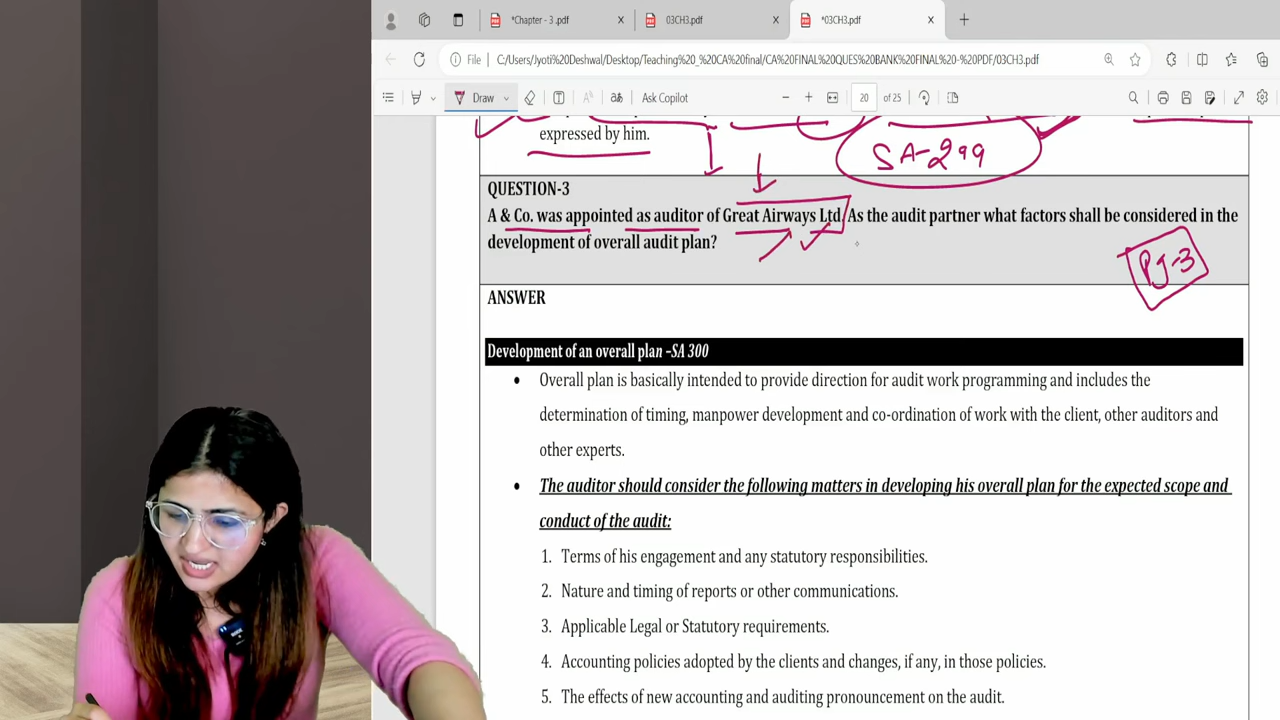 *Chapter - 3 .pdf
03CH3.pdf
*03CH3.pdf
File
C:/Users/Jyoti%20Deshwal/Desktop/Teaching%20_%20CA%20final/CA%20FINAL%20QUES%20BANK%20FINAL%20-%20PDF/03CH3.pdf
Draw
Ask Copilot
20 of 25
expressed by him.
SA-299
QUESTION-3
A & Co. was appointed as auditor of Great Airways Ltd. As the audit partner what factors shall be considered in the
development of overall audit plan?
PJ-3
ANSWER
Development of an overall plan –SA 300
• Overall plan is basically intended to provide direction for audit work programming and includes the
determination of timing, manpower development and co-ordination of work with the client, other auditors and
other experts.
• The auditor should consider the following matters in developing his overall plan for the expected scope and
conduct of the audit:
1. Terms of his engagement and any statutory responsibilities.
2. Nature and timing of reports or other communications.
3. Applicable Legal or Statutory requirements.
4. Accounting policies adopted by the clients and changes, if any, in those policies.
5. The effects of new accounting and auditing pronouncement on the audit.